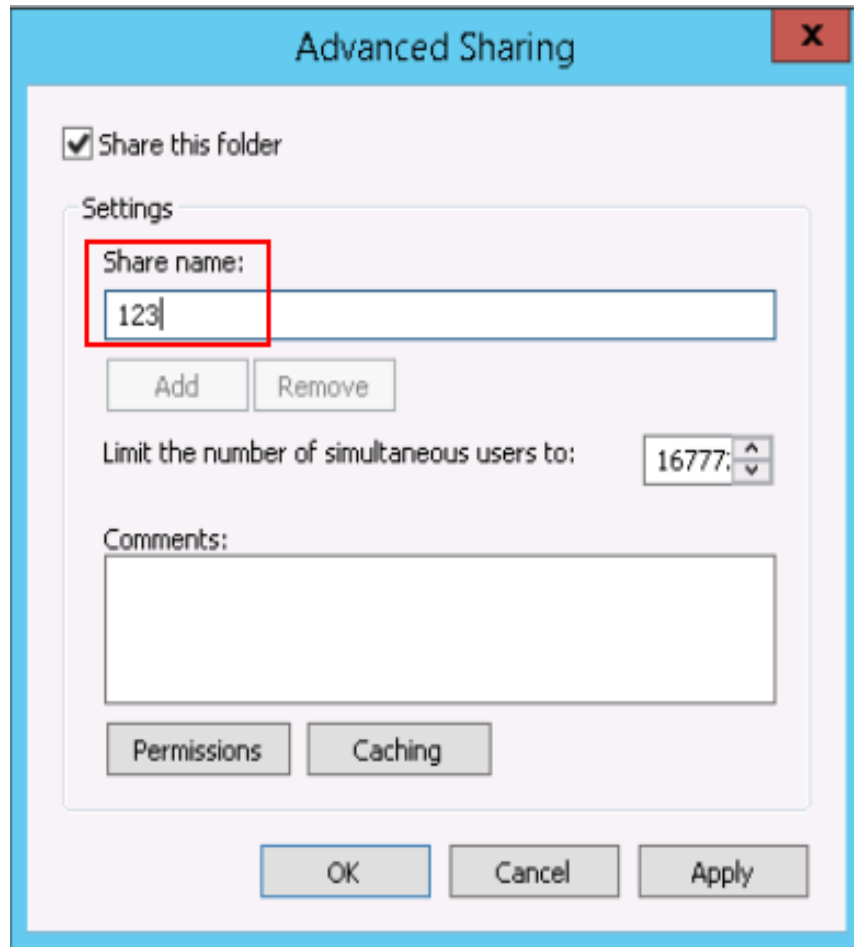 Advanced Sharing
x
Share this folder
Settings
Share name:
123
Add Remove
Limit the number of simultaneous users to: 16777
Comments:
Permissions Caching
OK Cancel Apply